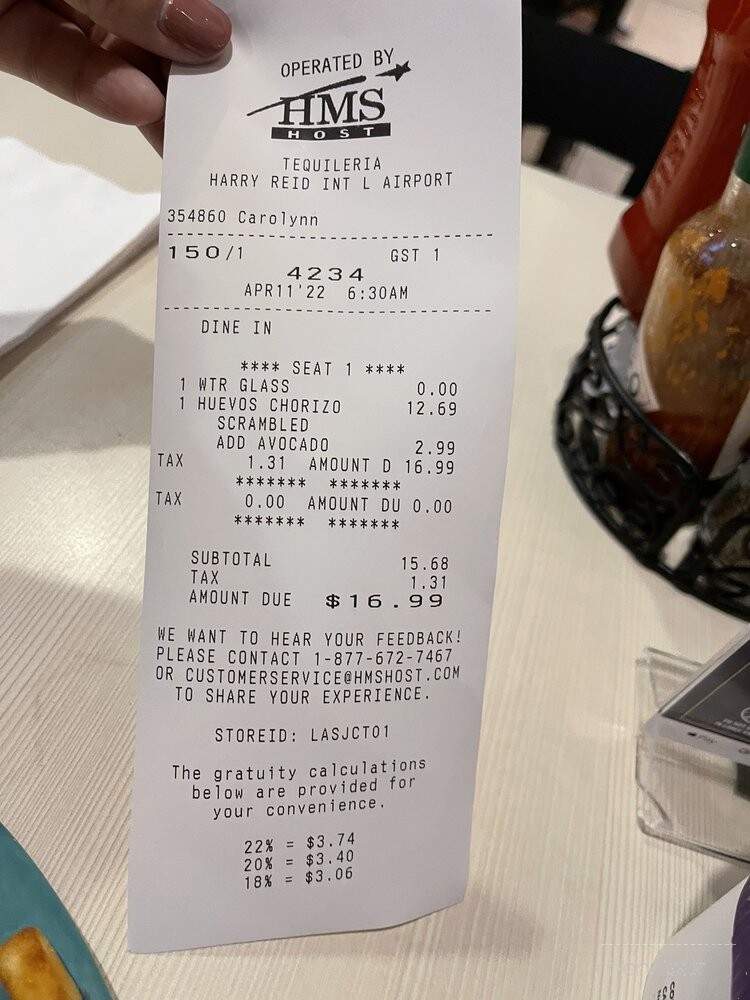 OPERATED BY
HMS
HOST
TEQUILERIA
HARRY REID INT L AIRPORT
354860 Carolynn
150/1 GST 1
4234
APR11'22 6:30AM
DINE IN
**** SEAT 1 ****
1 WTR GLASS 0.00
1 HUEVOS CHORIZO 12.69
SCRAMBLED
ADD AVOCADO 2.99
TAX 1.31 AMOUNT D 16.99
******* *******
TAX 0.00 AMOUNT DU 0.00
******* *******
SUBTOTAL 15.68
TAX 1.31
AMOUNT DUE $16.99
WE WANT TO HEAR YOUR FEEDBACK!
PLEASE CONTACT 1-877-672-7467
OR CUSTOMERSERVICE@HMSHOST.COM
TO SHARE YOUR EXPERIENCE.
STOREID: LASJCT01
The gratuity calculations
below are provided for
your convenience.
22% = $3.74
20% = $3.40
18% = $3.06
HEINZ